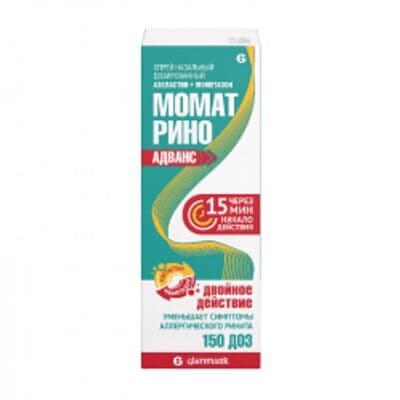 СПРЕЙ НАЗАЛЬНЫЙ
ДОЗИРОВАННЫЙ
АЗЕЛАСТИН + МОМЕТАЗОН
МОМАТ
РИНО
АДВАНС
15 ЧЕРЕЗ
МИН
НАЧАЛО
ДЕЙСТВИЯ
ДВОЙНОЕ
ДЕЙСТВИЕ
УМЕНЬШАЕТ СИМПТОМЫ
АЛЛЕРГИЧЕСКОГО РИНИТА
150 ДОЗ
G glenmark